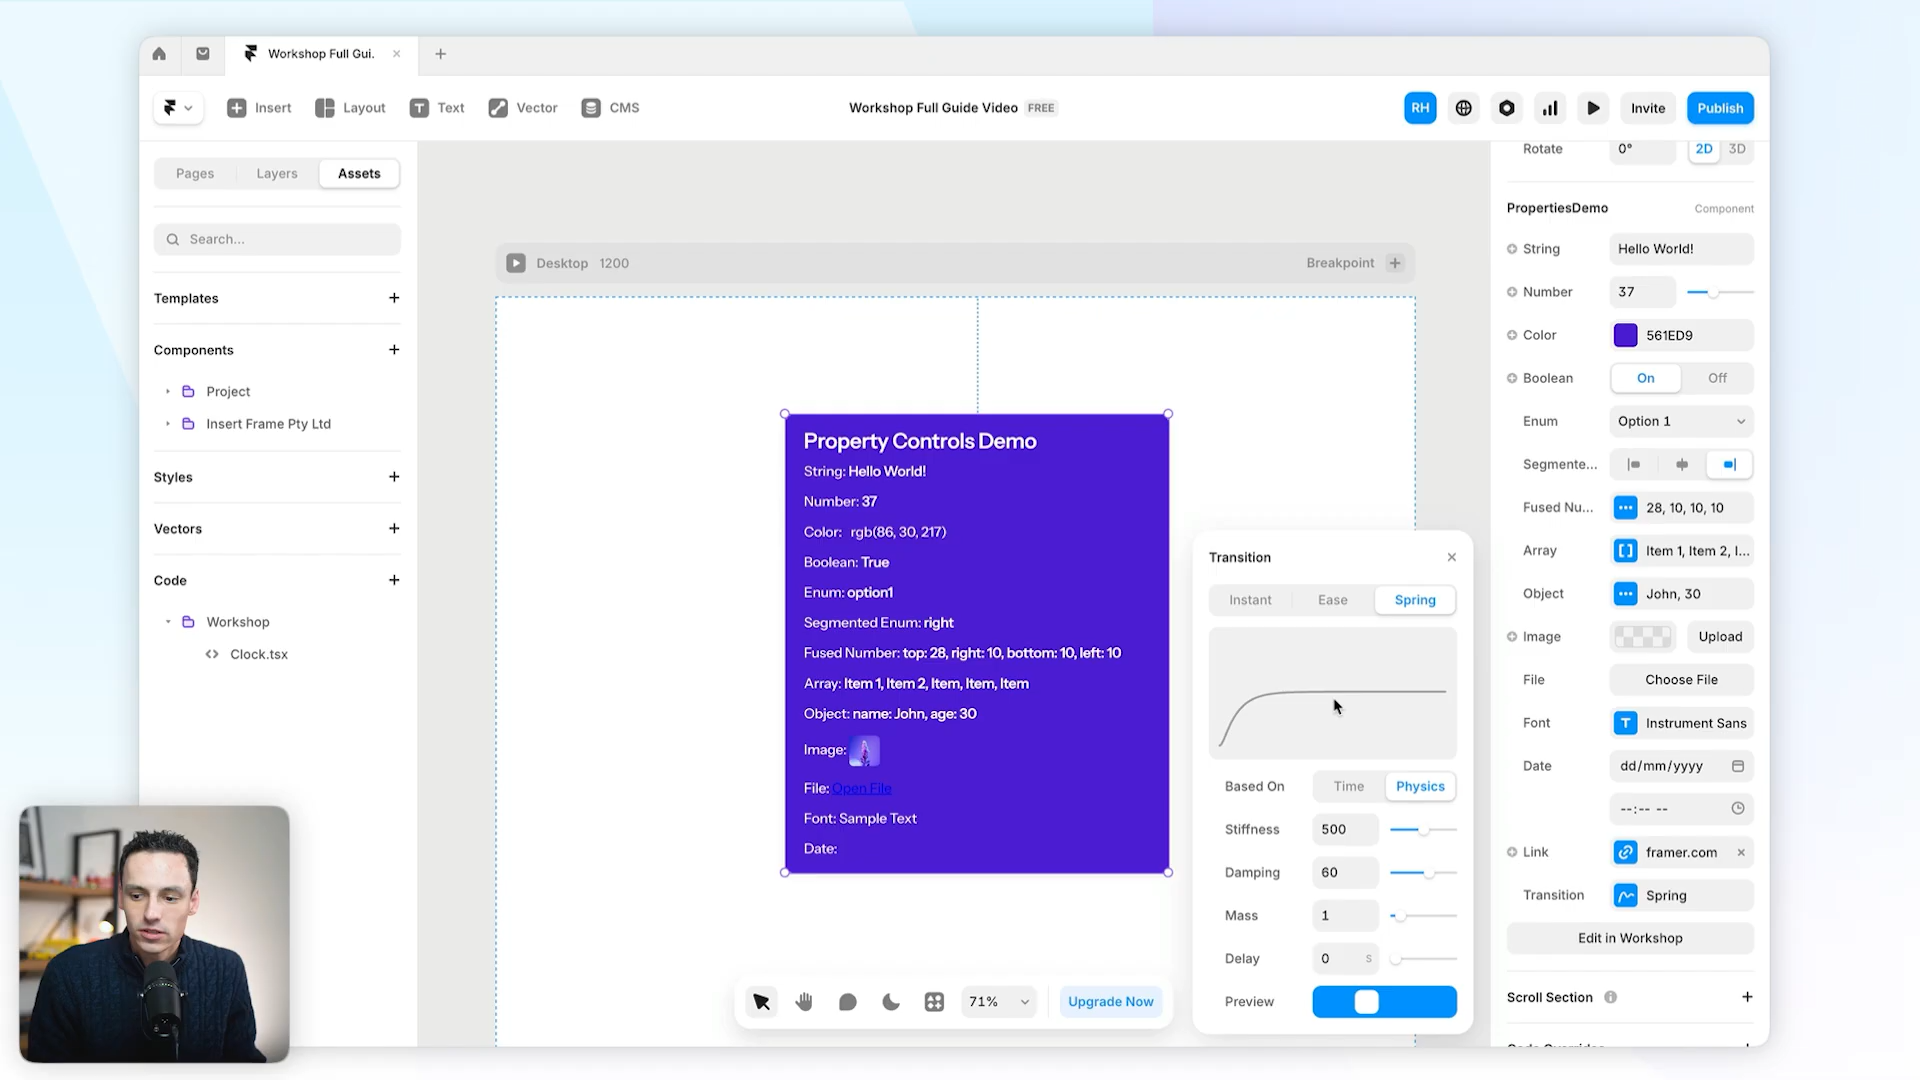 Workshop Full Gui.
Insert
Layout
Text
Vector
CMS
Workshop Full Guide Video FREE
RH
Invite
Publish
Pages
Layers
Assets
Search...
Templates
Components
Project
Insert Frame Pty Ltd
Styles
Vectors
Code
Workshop
Clock.tsx
Desktop 1200
Breakpoint
Property Controls Demo
String: Hello World!
Number: 37
Color: rgb(86, 30, 217)
Boolean: True
Enum: option1
Segmented Enum: right
Fused Number: top: 28, right: 10, bottom: 10, left: 10
Array: Item 1, Item 2, Item, Item, Item
Object: name: John, age: 30
Image:
File: Open File
Font: Sample Text
Date:
71%
Upgrade Now
Transition
Instant
Ease
Spring
Based On Time Physics
Stiffness 500
Damping 60
Mass 1
Delay 0 s
Preview
Rotate 0° 2D 3D
PropertiesDemo Component
String Hello World!
Number 37
Color 561ED9
Boolean On Off
Enum Option 1
Segmente...
Fused Nu... 28, 10, 10, 10
Array Item 1, Item 2, I...
Object John, 30
Image Upload
File Choose File
Font Instrument Sans
Date dd/mm/yyyy
--:-- --
Link framer.com
Transition Spring
Edit in Workshop
Scroll Section